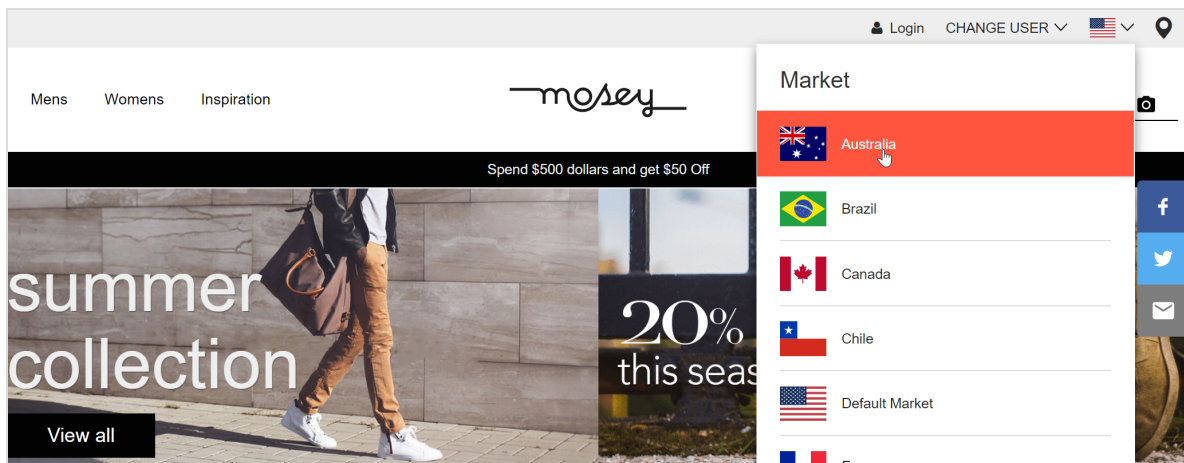 Login CHANGE USER
Mens Womens Inspiration
mosey
Market
Australia
Spend $500 dollars and get $50 Off
Brazil
Canada
summer
collection
20%
this seas
Chile
Default Market
View all